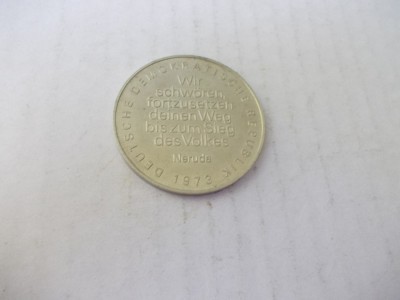 DEUTSCHE DEMOKRATISCHE REPUBLIK
Wir
schwören,
fortzusetzen
deinen Weg
bis zum Sieg
des Volkes
Neruda
1973